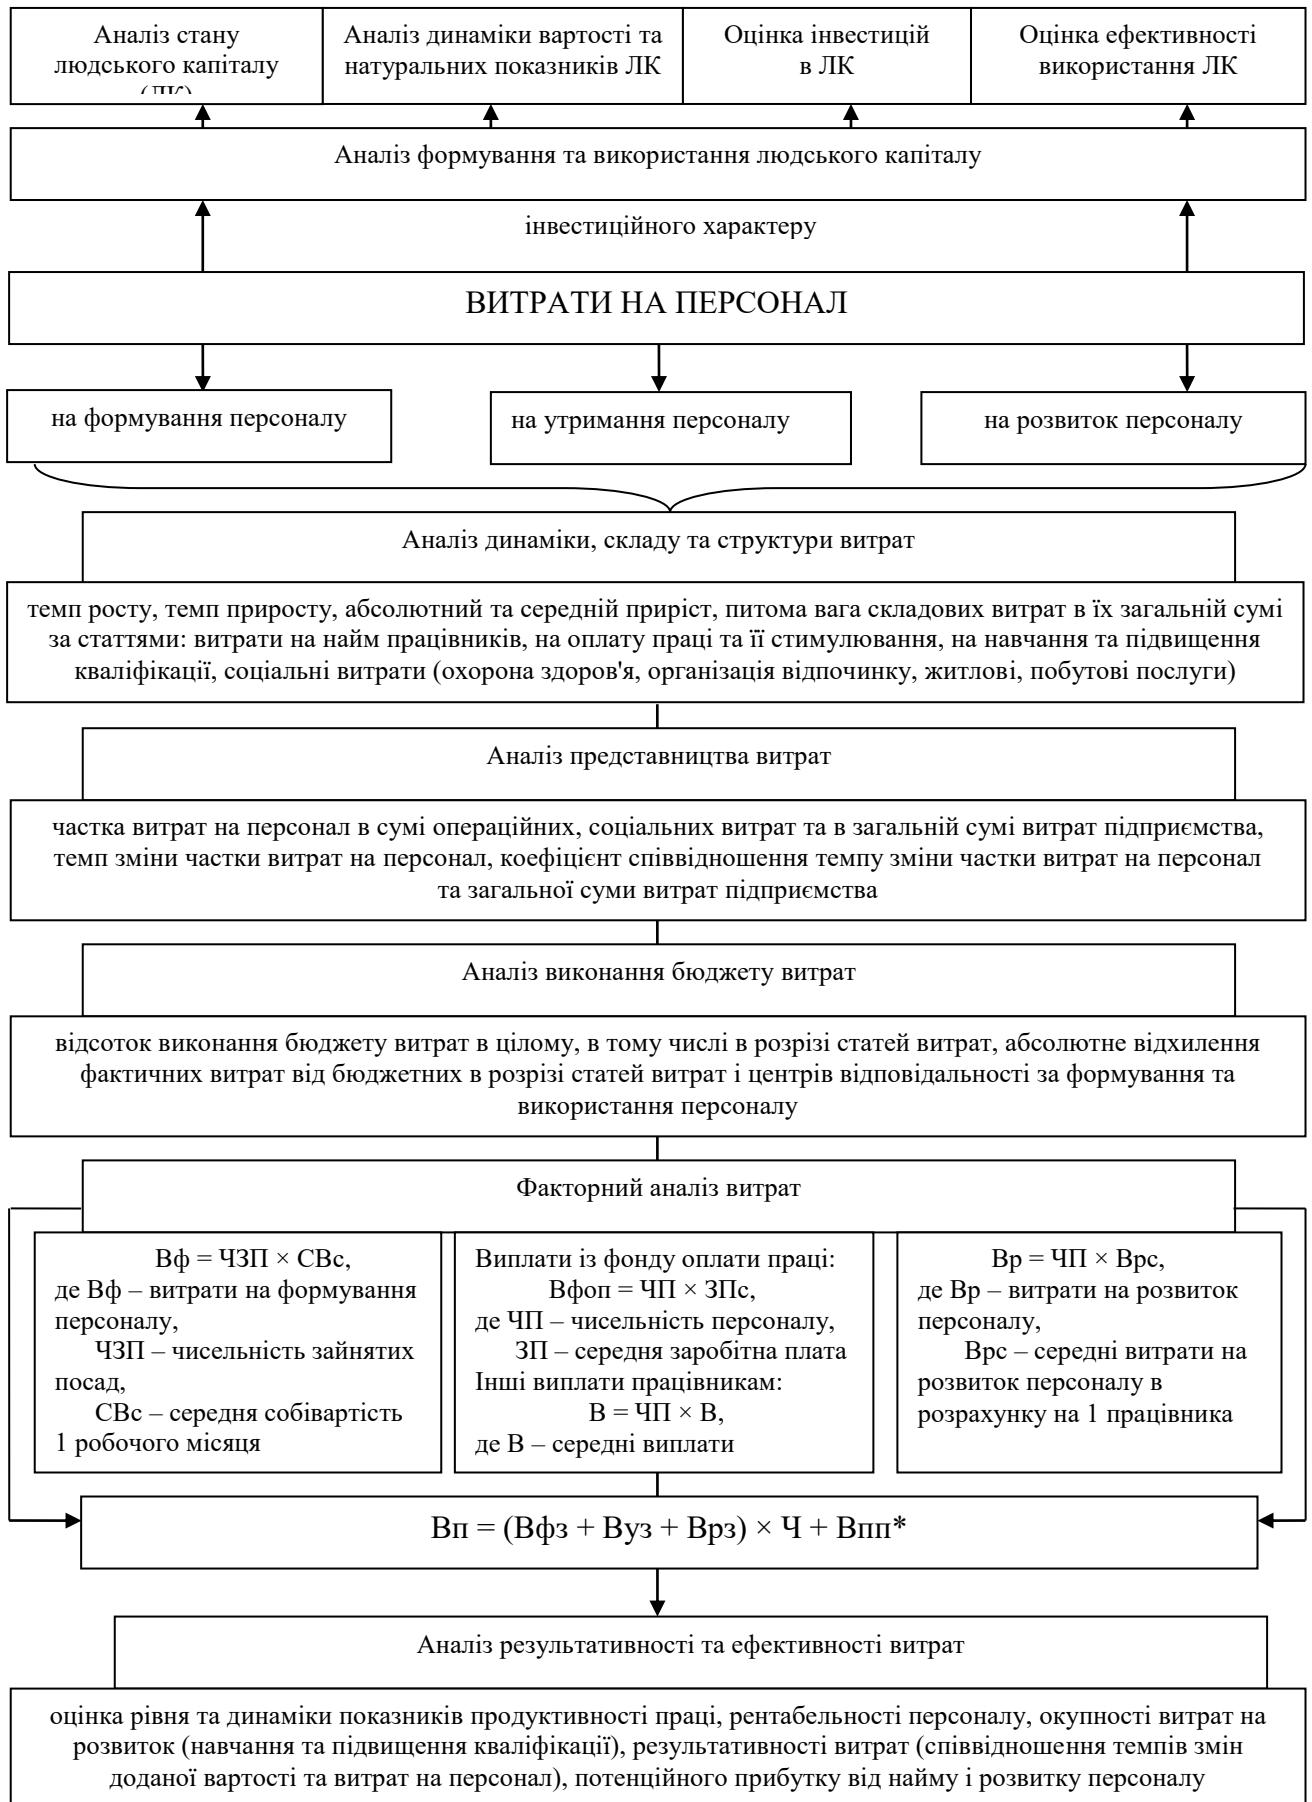 Аналіз стану
людського капіталу
(ЛК)
Аналіз динаміки вартості та
натуральних показників ЛК
Оцінка інвестицій
в ЛК
Оцінка ефективності
використання ЛК
Аналіз формування та використання людського капіталу
інвестиційного характеру
ВИТРАТИ НА ПЕРСОНАЛ
на формування персоналу
на утримання персоналу
на розвиток персоналу
Аналіз динаміки, складу та структури витрат
темп росту, темп приросту, абсолютний та середній приріст, питома вага складових витрат в їх загальній сумі
за статтями: витрати на найм працівників, на оплату праці та її стимулювання, на навчання та підвищення
кваліфікації, соціальні витрати (охорона здоров'я, організація відпочинку, житлові, побутові послуги)
Аналіз представництва витрат
частка витрат на персонал в сумі операційних, соціальних витрат та в загальній сумі витрат підприємства,
темп зміни частки витрат на персонал, коефіцієнт співвідношення темпу зміни частки витрат на персонал
та загальної суми витрат підприємства
Аналіз виконання бюджету витрат
відсоток виконання бюджету витрат в цілому, в тому числі в розрізі статей витрат, абсолютне відхилення
фактичних витрат від бюджетних в розрізі статей витрат і центрів відповідальності за формування та
використання персоналу
Факторний аналіз витрат
Вф = ЧЗП × СВс,
де Вф – витрати на формування
персоналу,
ЧЗП – чисельність зайнятих
посад,
СВс – середня собівартість
1 робочого місяця
Виплати із фонду оплати праці:
Вфоп = ЧП × ЗПс,
де ЧП – чисельність персоналу,
ЗП – середня заробітна плата
Інші виплати працівникам:
В = ЧП × В,
де В – середні виплати
Вр = ЧП × Врс,
де Вр – витрати на розвиток
персоналу,
Врс – середні витрати на
розвиток персоналу в
розрахунку на 1 працівника
Вп = (Вфз + Вуз + Врз) × Ч + Впп*
Аналіз результативності та ефективності витрат
оцінка рівня та динаміки показників продуктивності праці, рентабельності персоналу, окупності витрат на
розвиток (навчання та підвищення кваліфікації), результативності витрат (співвідношення темпів змін
доданої вартості та витрат на персонал), потенційного прибутку від найму і розвитку персоналу